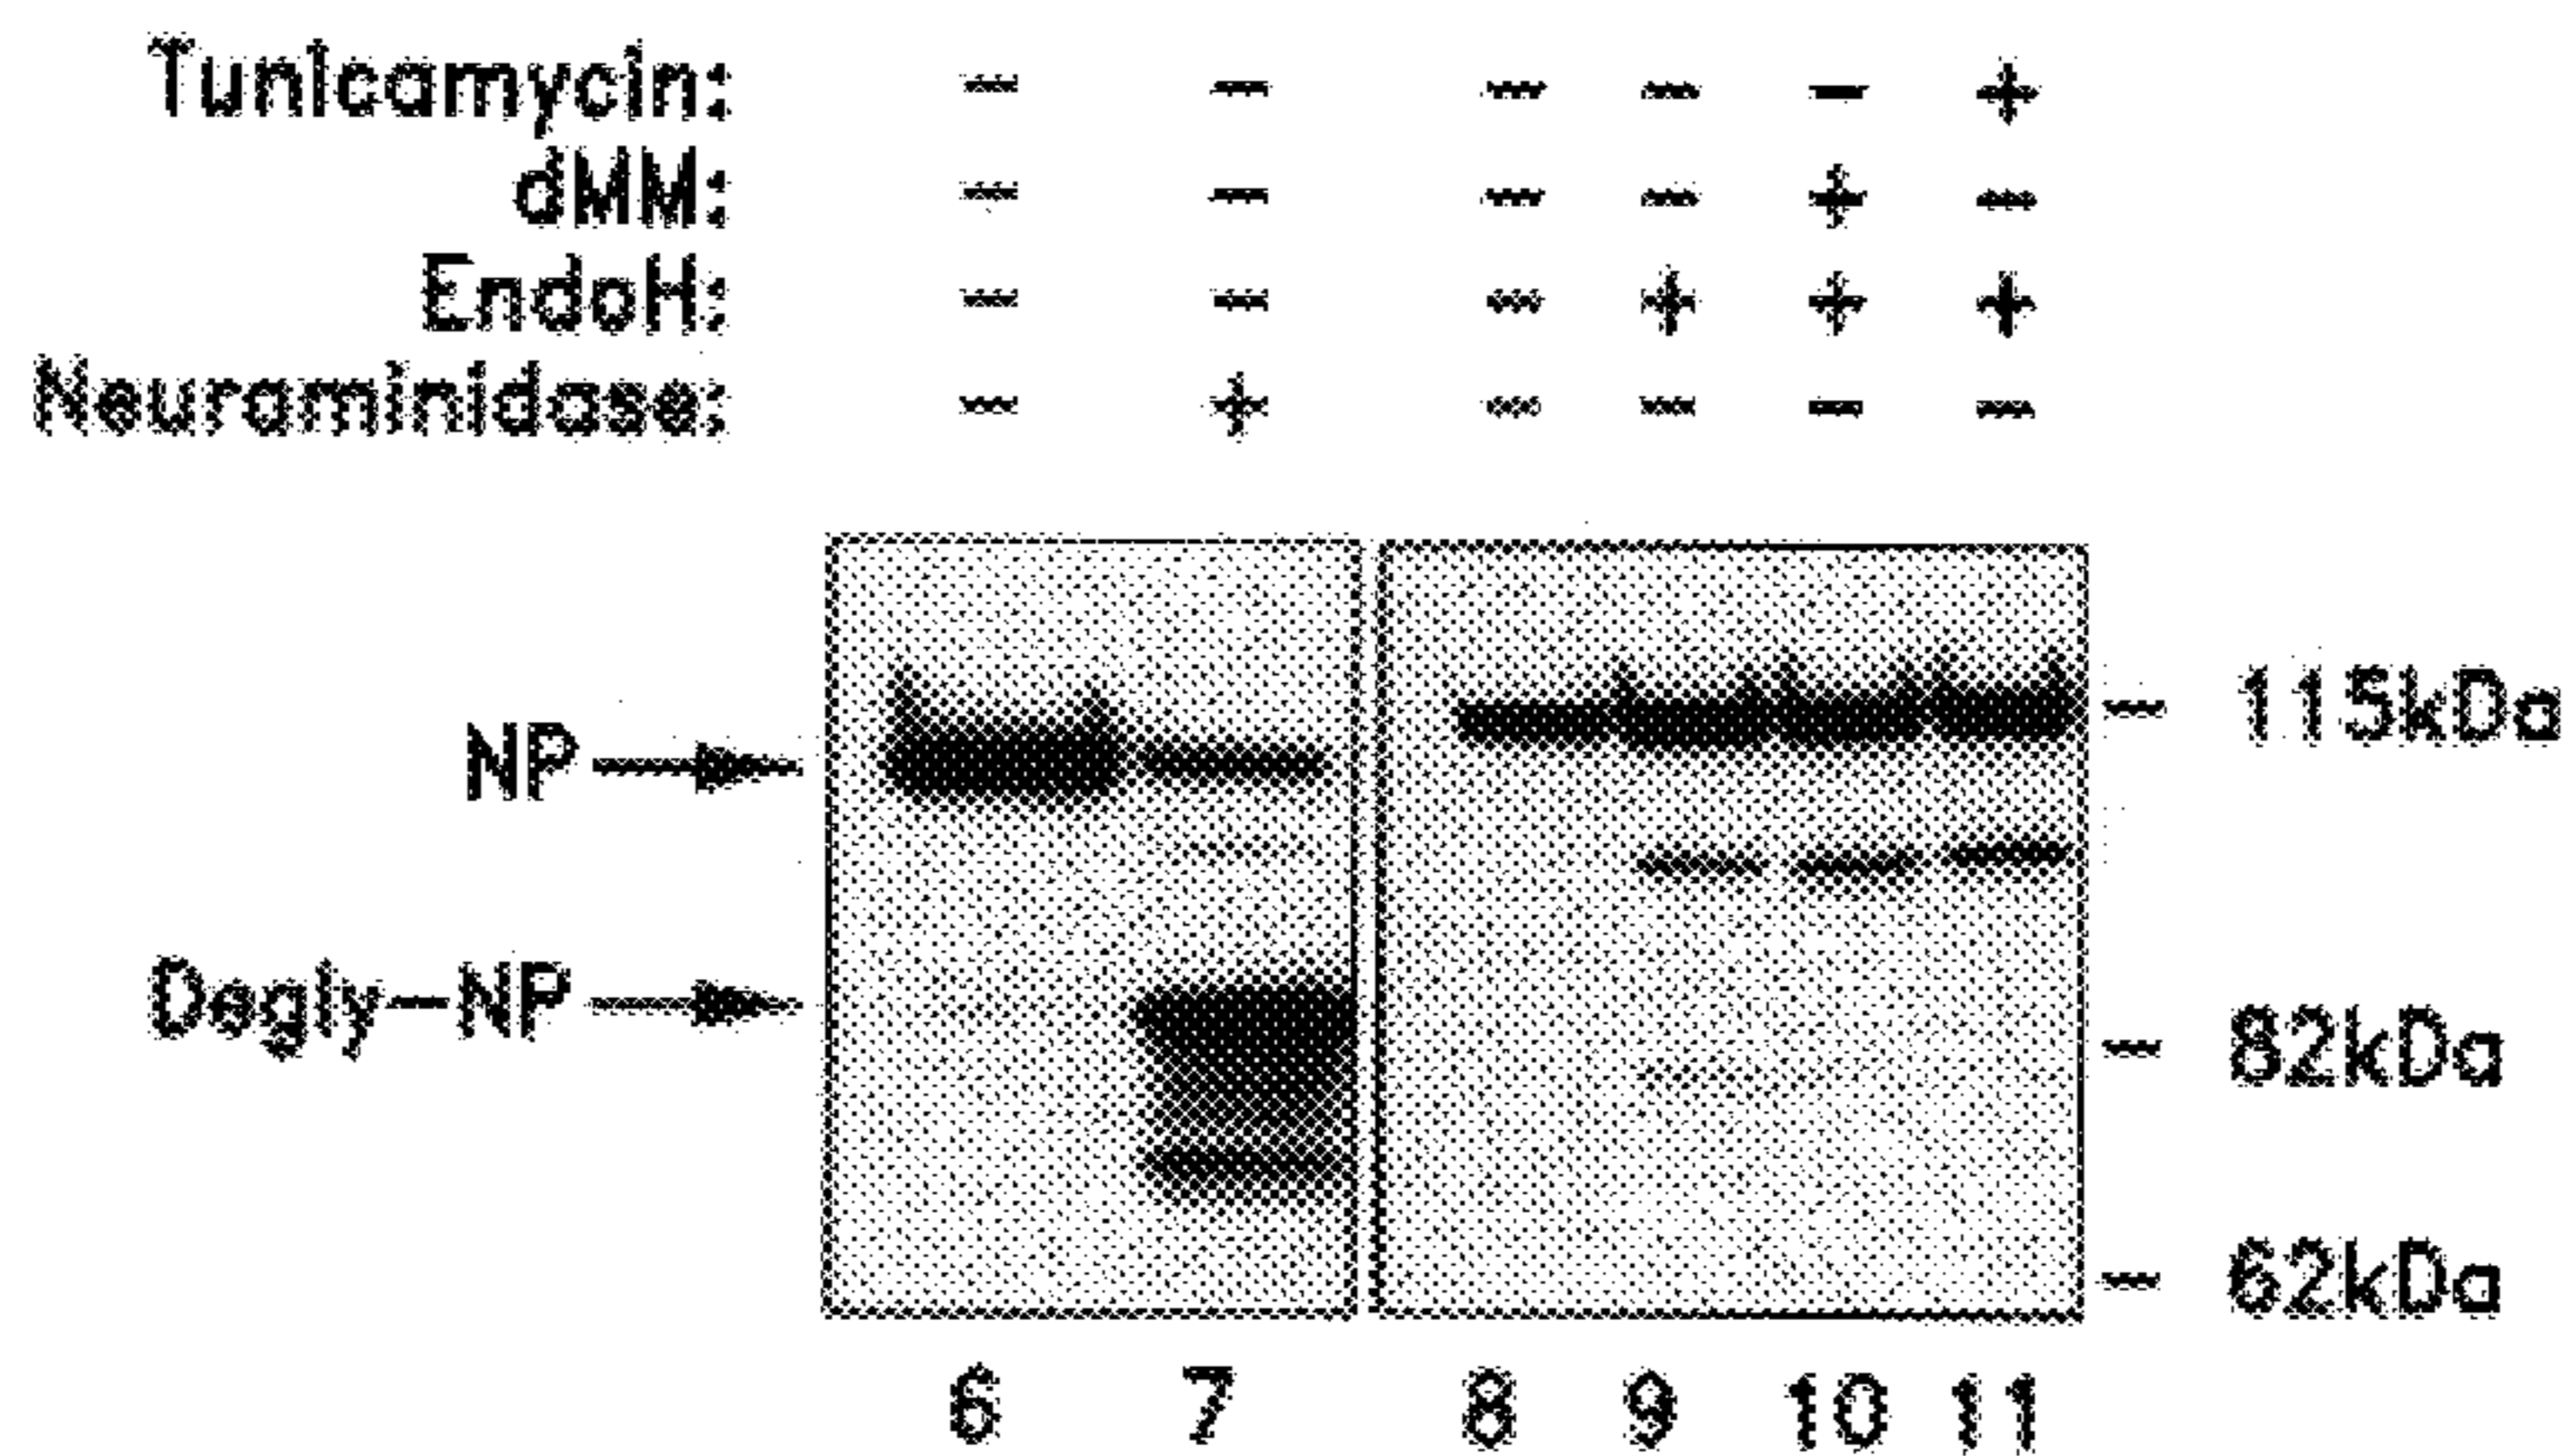 Tunicamycin: - - - - - +
dMM: - - - - + -
EndoH: - - - + + +
Neuraminidase: - + - - - -
NP
- 115kDa
Degly-NP
- 82kDa
- 62kDa
6 7 8 9 10 11